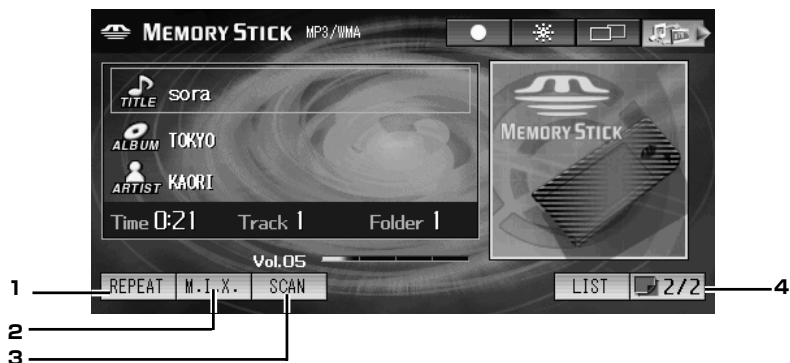 MEMORY STICK MP3/WMA
TITLE sora
ALBUM TOKYO
ARTIST KAORI
MEMORY STICK
Time 0:21 Track 1 Folder 1
Vol.05
REPEAT M.I.X. SCAN LIST 2/2
1
2
3
4